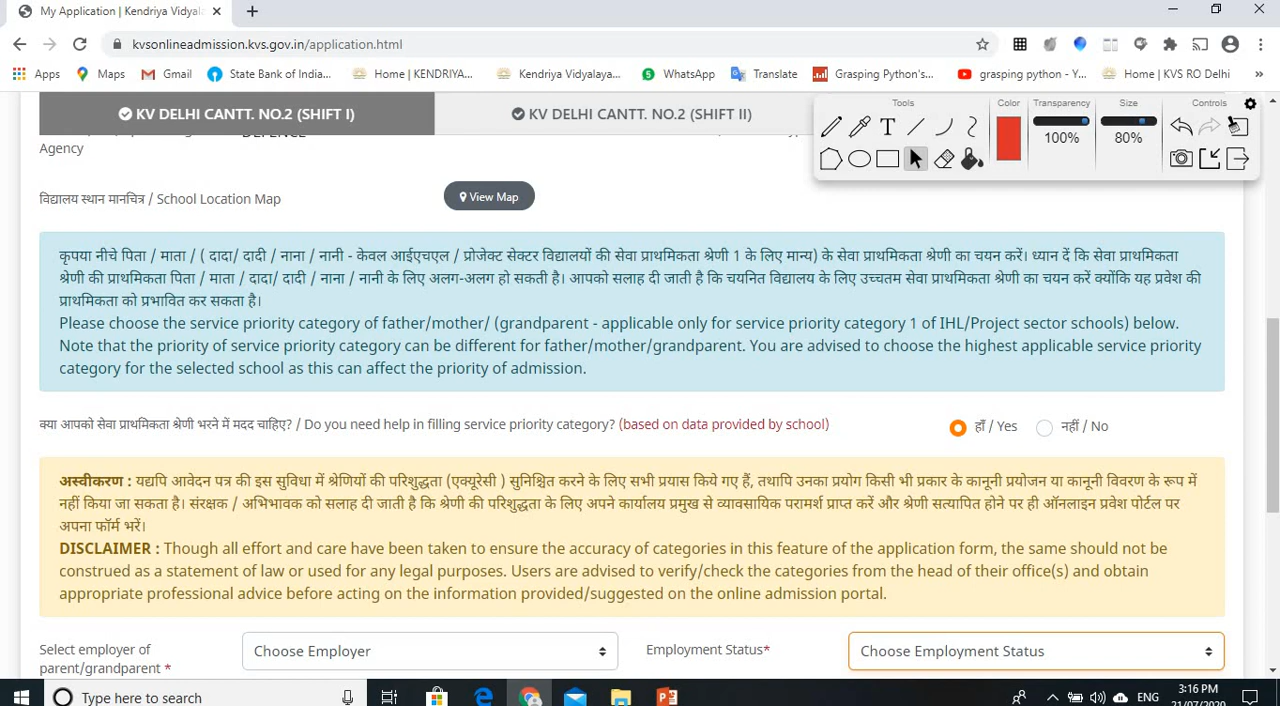 My Application | Kendriya Vidyal
kvsonlineadmission.kvs.gov.in/application.html
Apps Maps Gmail State Bank of India... Home | KENDRIYA... Kendriya Vidyalaya... WhatsApp Translate Grasping Python's... grasping python - Y... Home | KVS RO Delhi »
KV DELHI CANTT. NO.2 (SHIFT I) KV DELHI CANTT. NO.2 (SHIFT II)
Tools Color Transparency Size Controls
100% 80%
T
DEFENCE
Agency
विद्यालय स्थान मानचित्र / School Location Map View Map
कृपया नीचे पिता / माता / ( दादा/ दादी / नाना / नानी - केवल आईएचएल / प्रोजेक्ट सेक्टर विद्यालयों की सेवा प्राथमिकता श्रेणी 1 के लिए मान्य) के सेवा प्राथमिकता श्रेणी का चयन करें। ध्यान दें कि सेवा प्राथमिकता
श्रेणी की प्राथमिकता पिता / माता / दादा/ दादी / नाना / नानी के लिए अलग-अलग हो सकती है। आपको सलाह दी जाती है कि चयनित विद्यालय के लिए उच्चतम सेवा प्राथमिकता श्रेणी का चयन करें क्योंकि यह प्रवेश की
प्राथमिकता को प्रभावित कर सकता है।
Please choose the service priority category of father/mother/ (grandparent - applicable only for service priority category 1 of IHL/Project sector schools) below.
Note that the priority of service priority category can be different for father/mother/grandparent. You are advised to choose the highest applicable service priority
category for the selected school as this can affect the priority of admission.
क्या आपको सेवा प्राथमिकता श्रेणी भरने में मदद चाहिए? / Do you need help in filling service priority category? (based on data provided by school) हाँ / Yes नहीं / No
अस्वीकरण : यद्यपि आवेदन पत्र की इस सुविधा में श्रेणियों की परिशुद्धता (एक्यूरेसी ) सुनिश्चित करने के लिए सभी प्रयास किये गए हैं, तथापि उनका प्रयोग किसी भी प्रकार के कानूनी प्रयोजन या कानूनी विवरण के रूप में
नहीं किया जा सकता है। संरक्षक / अभिभावक को सलाह दी जाती है कि श्रेणी की परिशुद्धता के लिए अपने कार्यालय प्रमुख से व्यावसायिक परामर्श प्राप्त करें और श्रेणी सत्यापित होने पर ही ऑनलाइन प्रवेश पोर्टल पर
अपना फॉर्म भरें।
DISCLAIMER : Though all effort and care have been taken to ensure the accuracy of categories in this feature of the application form, the same should not be
construed as a statement of law or used for any legal purposes. Users are advised to verify/check the categories from the head of their office(s) and obtain
appropriate professional advice before acting on the information provided/suggested on the online admission portal.
Select employer of Choose Employer Employment Status* Choose Employment Status
parent/grandparent *
Type here to search ENG 3:16 PM
21/07/2020